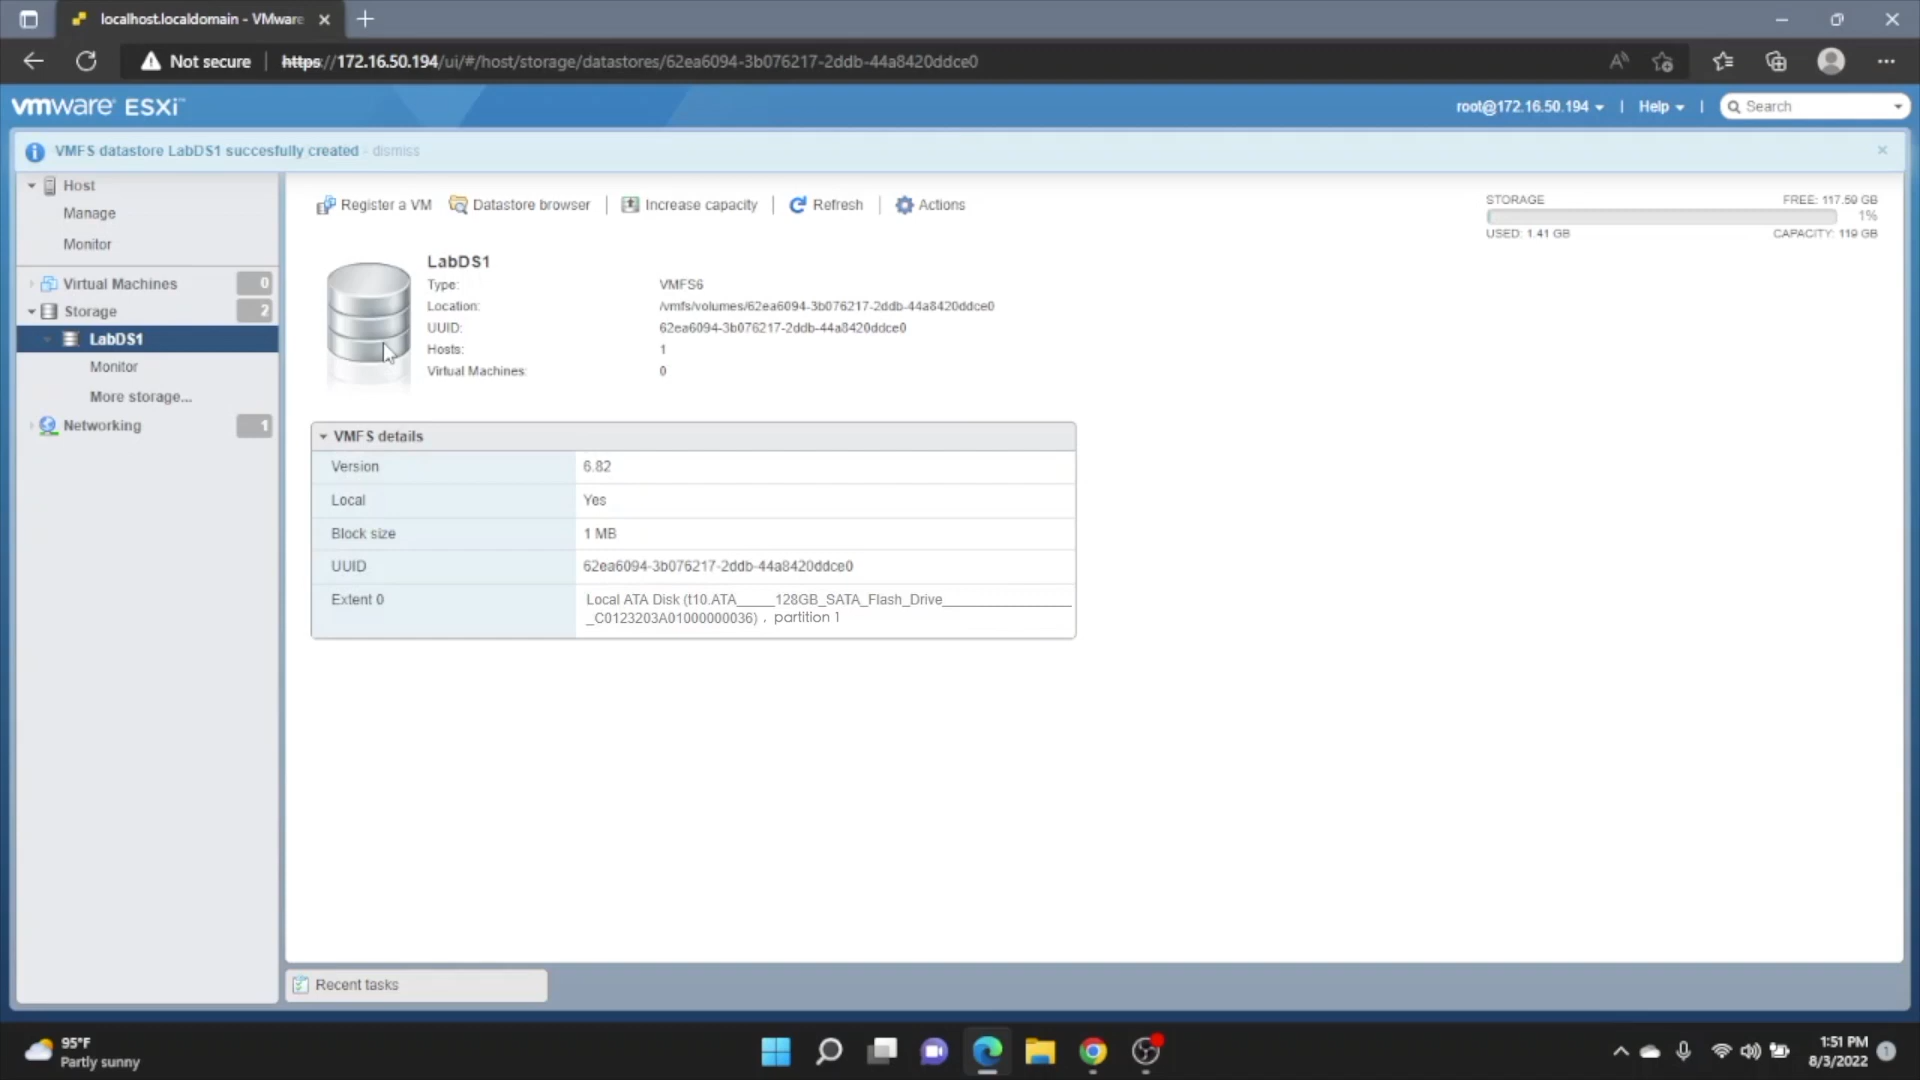 localhost.localdomain - VMware
Not secure
https://172.16.50.194/ui/#/host/storage/datastores/62ea6094-3b076217-2ddb-44a8420ddce0
vmware ESXi™
root@172.16.50.194
|
Help
|
Search
VMFS datastore LabDS1 succesfully created - dismiss
Host
Manage
Monitor
Virtual Machines
0
Storage
2
LabDS1
Monitor
More storage...
Networking
1
Register a VM
Datastore browser
Increase capacity
Refresh
Actions
STORAGE
FREE: 117.59 GB
1%
USED: 1.41 GB
CAPACITY: 119 GB
LabDS1
Type:
VMFS6
Location:
/vmfs/volumes/62ea6094-3b076217-2ddb-44a8420ddce0
UUID:
62ea6094-3b076217-2ddb-44a8420ddce0
Hosts:
1
Virtual Machines:
0
VMFS details
Version
6.82
Local
Yes
Block size
1 MB
UUID
62ea6094-3b076217-2ddb-44a8420ddce0
Extent 0
Local ATA Disk (t10.ATA_____128GB_SATA_Flash_Drive__________________
_C0123203A01000000036) , partition 1
Recent tasks
95°F
Partly sunny
1:51 PM
8/3/2022
1